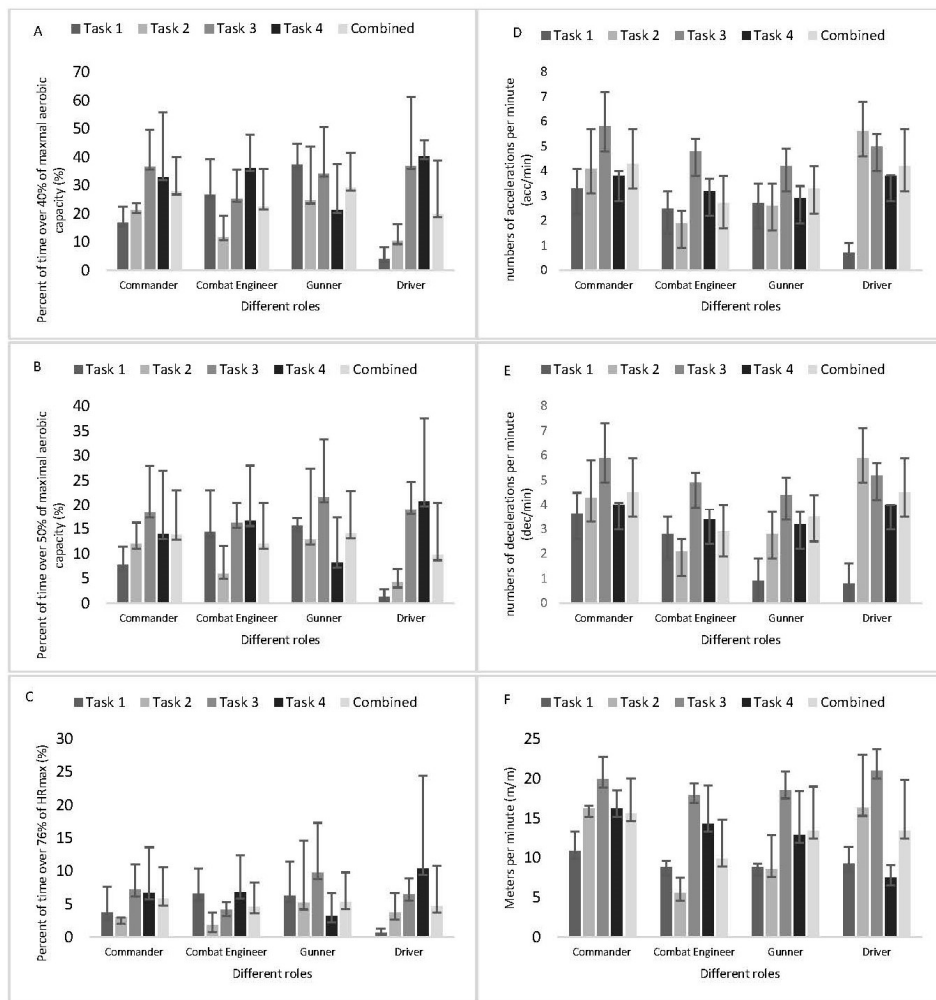 A
Task 1 Task 2 Task 3 Task 4 Combined
Percent of time over 40% of maxmal aerobic
capacity (%)
70
60
50
40
30
20
10
0
Commander Combat Engineer Gunner Driver
Different roles
D
Task 1 Task 2 Task 3 Task 4 Combined
numbers of accelerations per minute
(acc/min)
8
7
6
5
4
3
2
1
0
Commander Combat Engineer Gunner Driver
Different roles
B
Task 1 Task 2 Task 3 Task 4 Combined
Percent of time over 50% of maximal aerobic
capacity (%)
40
35
30
25
20
15
10
5
0
Commander Combat Engineer Gunner Driver
Different roles
E
Task 1 Task 2 Task 3 Task 4 Combined
numbers of decelerations per minute
(dec/min)
8
7
6
5
4
3
2
1
0
Commander Combat Engineer Gunner Driver
Different roles
C
Task 1 Task 2 Task 3 Task 4 Combined
Percent of time over 76% of HRmax (%)
30
25
20
15
10
5
0
Commander Combat Engineer Gunner Driver
Different roles
F
Task 1 Task 2 Task 3 Task 4 Combined
Meters per minute (m/m)
25
20
15
10
5
0
Commander Combat Engineer Gunner Driver
Different roles